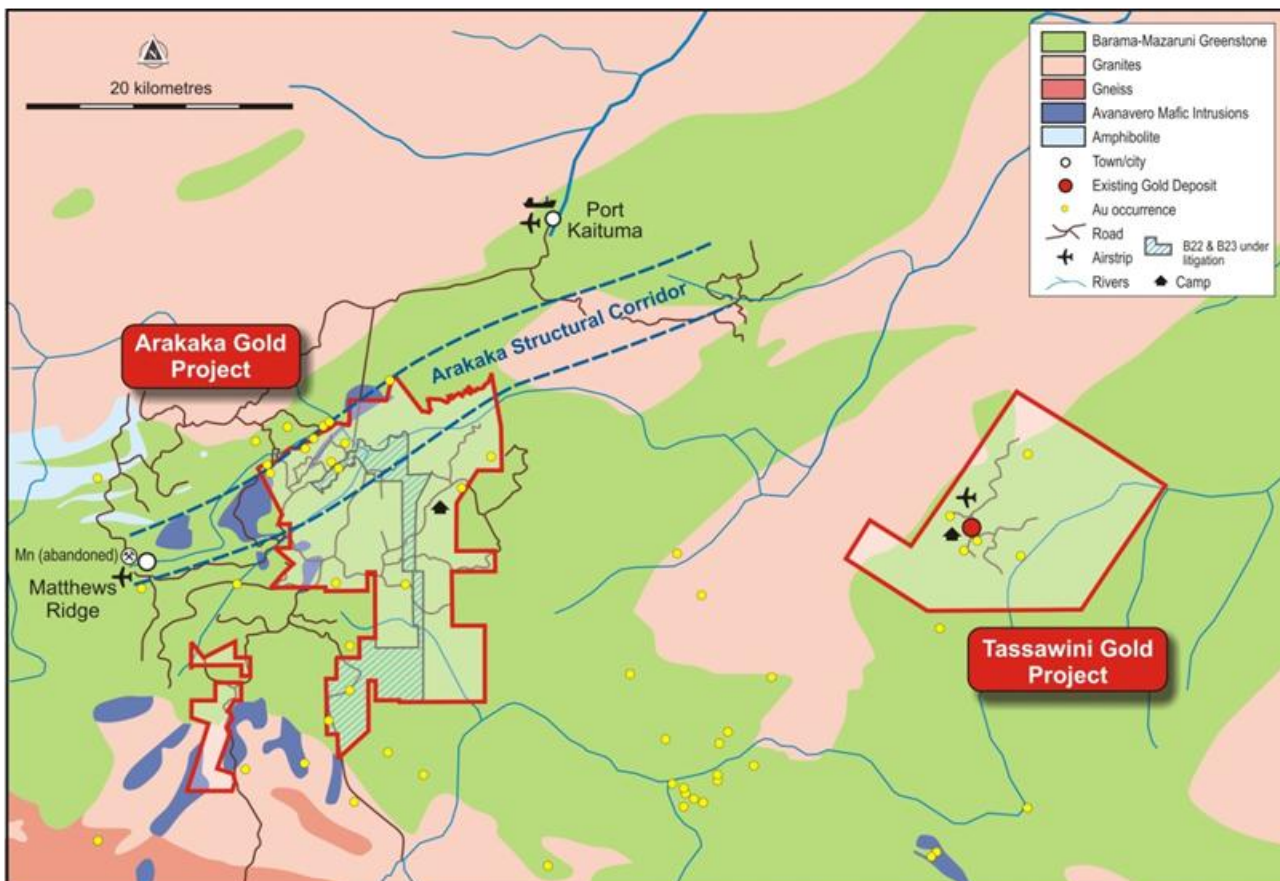 N
20 kilometres
Barama-Mazaruni Greenstone
Granites
Gneiss
Avanavero Mafic Intrusions
Amphibolite
Town/city
Existing Gold Deposit
Au occurrence
Road
B22 & B23 under
litigation
Airstrip
Rivers
Camp
Port
Kaituma
Arakaka Structural Corridor
Arakaka Gold
Project
Mn (abandoned)
Matthews
Ridge
Tassawini Gold
Project